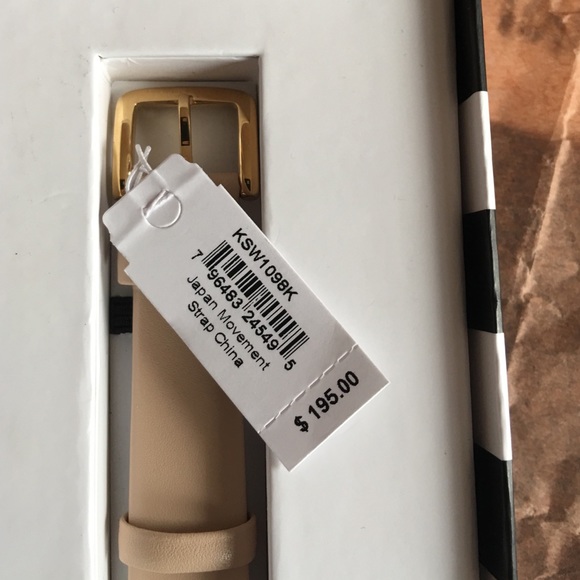 KSW1098K
7 96483 24549 5
Japan Movement
Strap China
$ 195.00